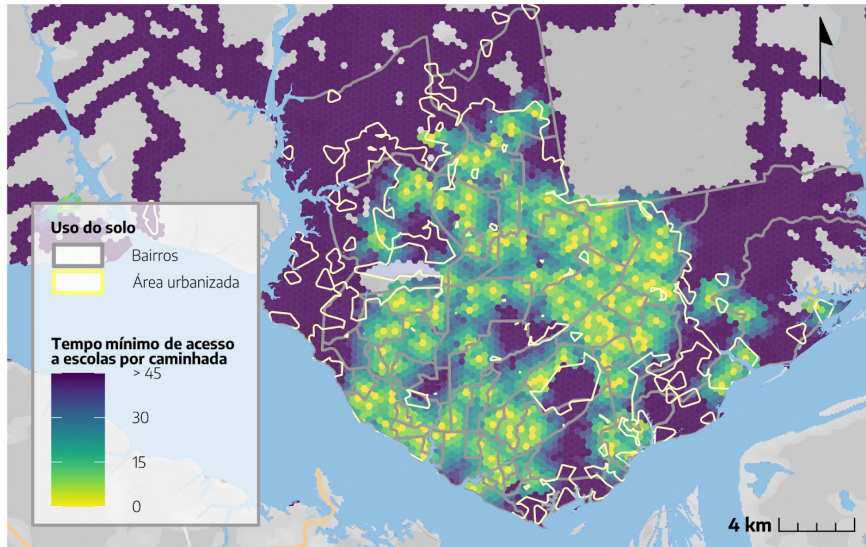 Uso do solo
Bairros
Área urbanizada
Tempo mínimo de acesso
a escolas por caminhada
> 45
30
15
0
4 km